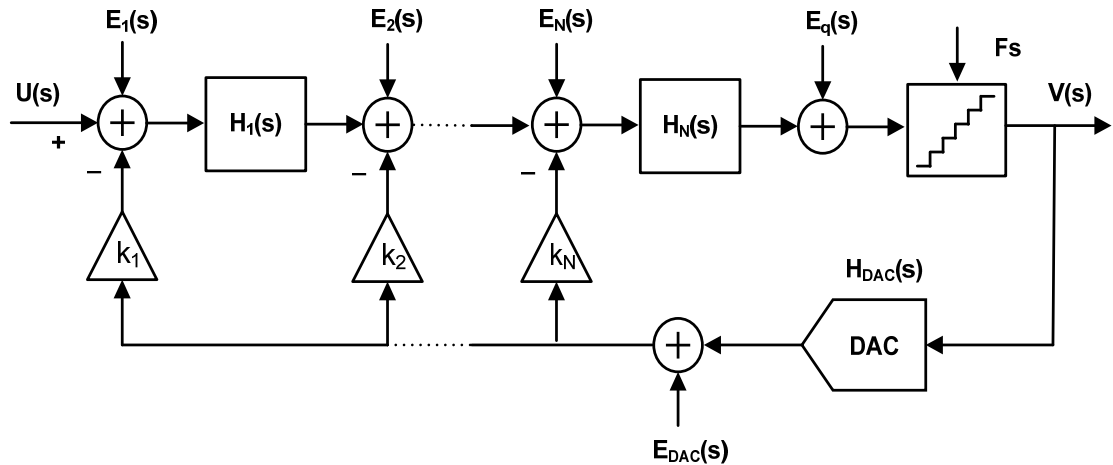 E1(s)
E2(s)
EN(s)
Eq(s)
Fs
U(s)
V(s)
+
+
H1(s)
+
+
HN(s)
+
−
−
−
k1
k2
kN
HDAC(s)
+
DAC
EDAC(s)